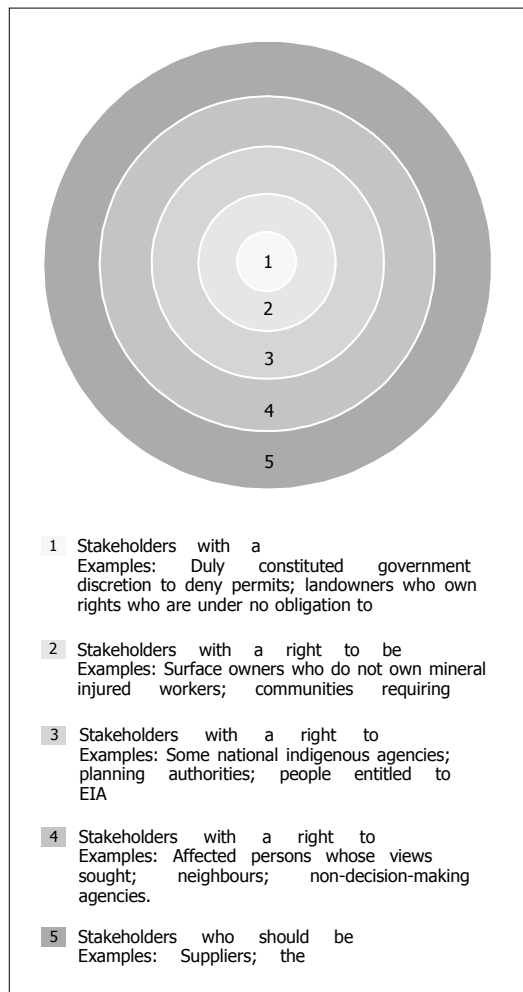 1
2
3
4
5
1 Stakeholders with a
Examples: Duly constituted government
discretion to deny permits; landowners who own
rights who are under no obligation to
2 Stakeholders with a right to be
Examples: Surface owners who do not own mineral
injured workers; communities requiring
3 Stakeholders with a right to
Examples: Some national indigenous agencies;
planning authorities; people entitled to
EIA
4 Stakeholders with a right to
Examples: Affected persons whose views
sought; neighbours; non-decision-making
agencies.
5 Stakeholders who should be
Examples: Suppliers; the